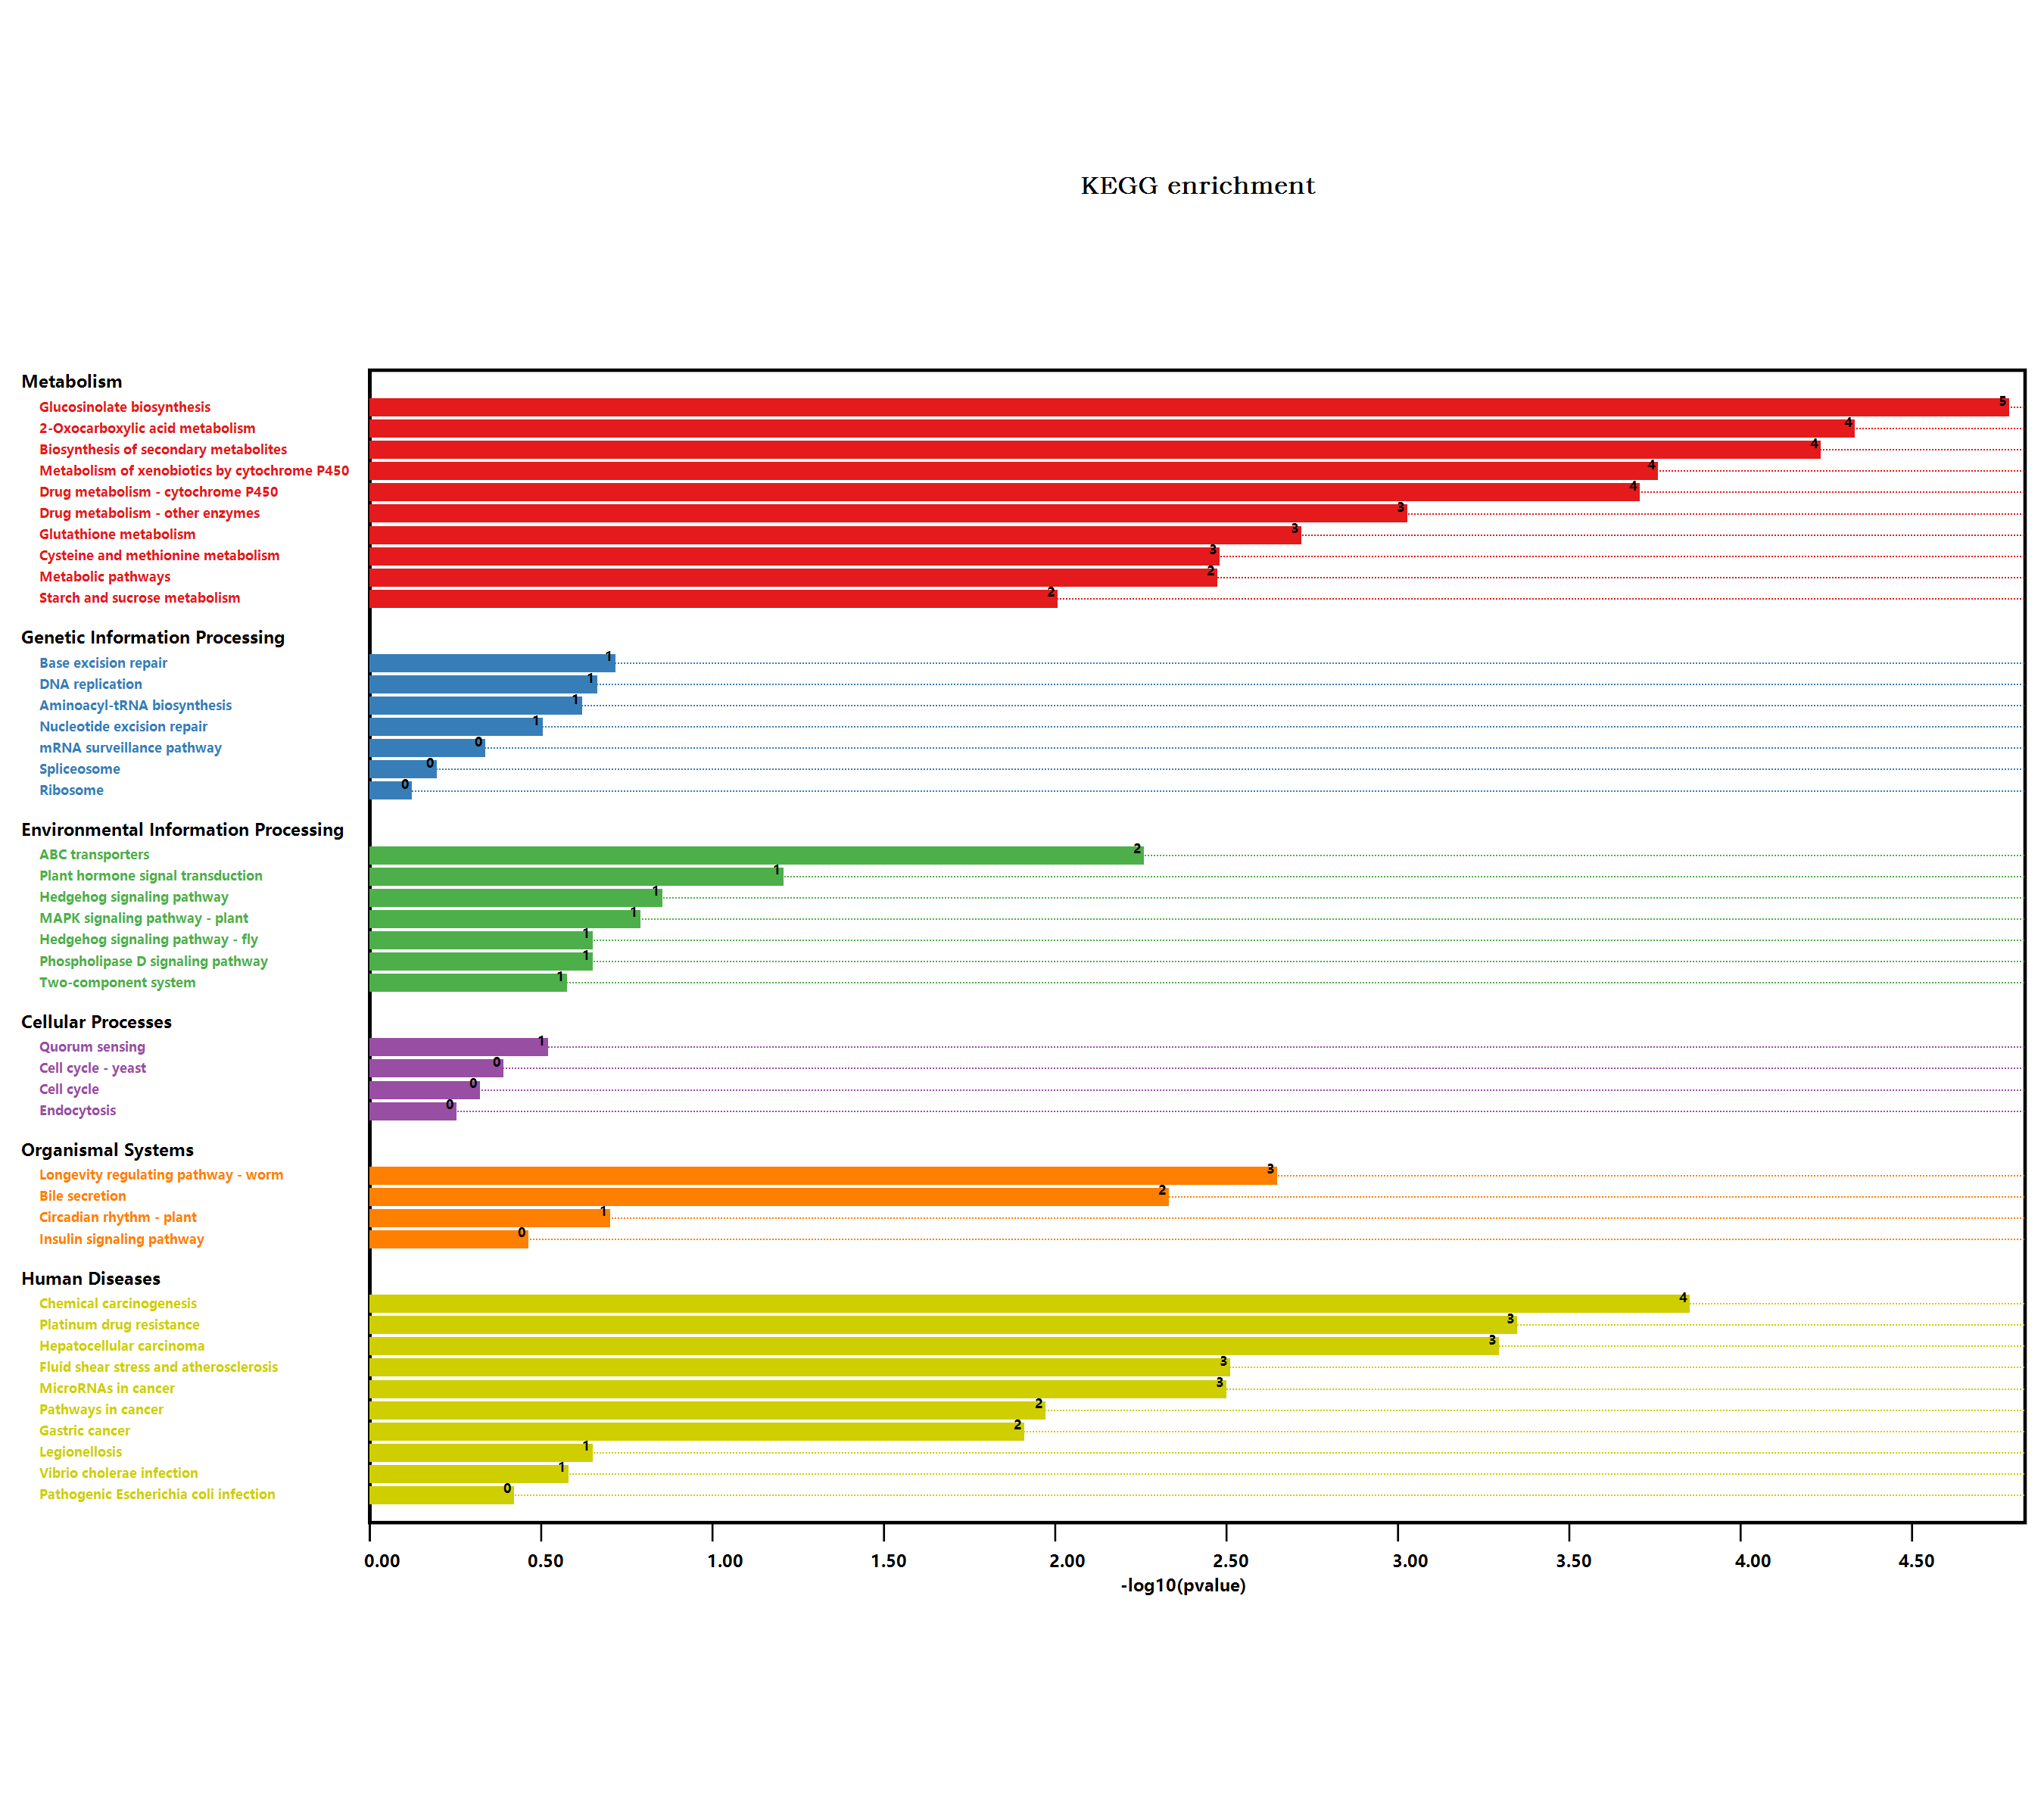 KEGG enrichment
Metabolism
Glucosinolate biosynthesis 5
2-Oxocarboxylic acid metabolism 4
Biosynthesis of secondary metabolites 4
Metabolism of xenobiotics by cytochrome P450 4
Drug metabolism - cytochrome P450 4
Drug metabolism - other enzymes 3
Glutathione metabolism 3
Cysteine and methionine metabolism 3
Metabolic pathways 2
Starch and sucrose metabolism 2
Genetic Information Processing
Base excision repair 1
DNA replication 1
Aminoacyl-tRNA biosynthesis 1
Nucleotide excision repair 1
mRNA surveillance pathway 0
Spliceosome 0
Ribosome 0
Environmental Information Processing
ABC transporters 2
Plant hormone signal transduction 1
Hedgehog signaling pathway 1
MAPK signaling pathway - plant 1
Hedgehog signaling pathway - fly 1
Phospholipase D signaling pathway 1
Two-component system 1
Cellular Processes
Quorum sensing 1
Cell cycle - yeast 0
Cell cycle 0
Endocytosis 0
Organismal Systems
Longevity regulating pathway - worm 3
Bile secretion 2
Circadian rhythm - plant 1
Insulin signaling pathway 0
Human Diseases
Chemical carcinogenesis 4
Platinum drug resistance 3
Hepatocellular carcinoma 3
Fluid shear stress and atherosclerosis 3
MicroRNAs in cancer 3
Pathways in cancer 2
Gastric cancer 2
Legionellosis 1
Vibrio cholerae infection 1
Pathogenic Escherichia coli infection 0
0.00 0.50 1.00 1.50 2.00 2.50 3.00 3.50 4.00 4.50
-log10(pvalue)